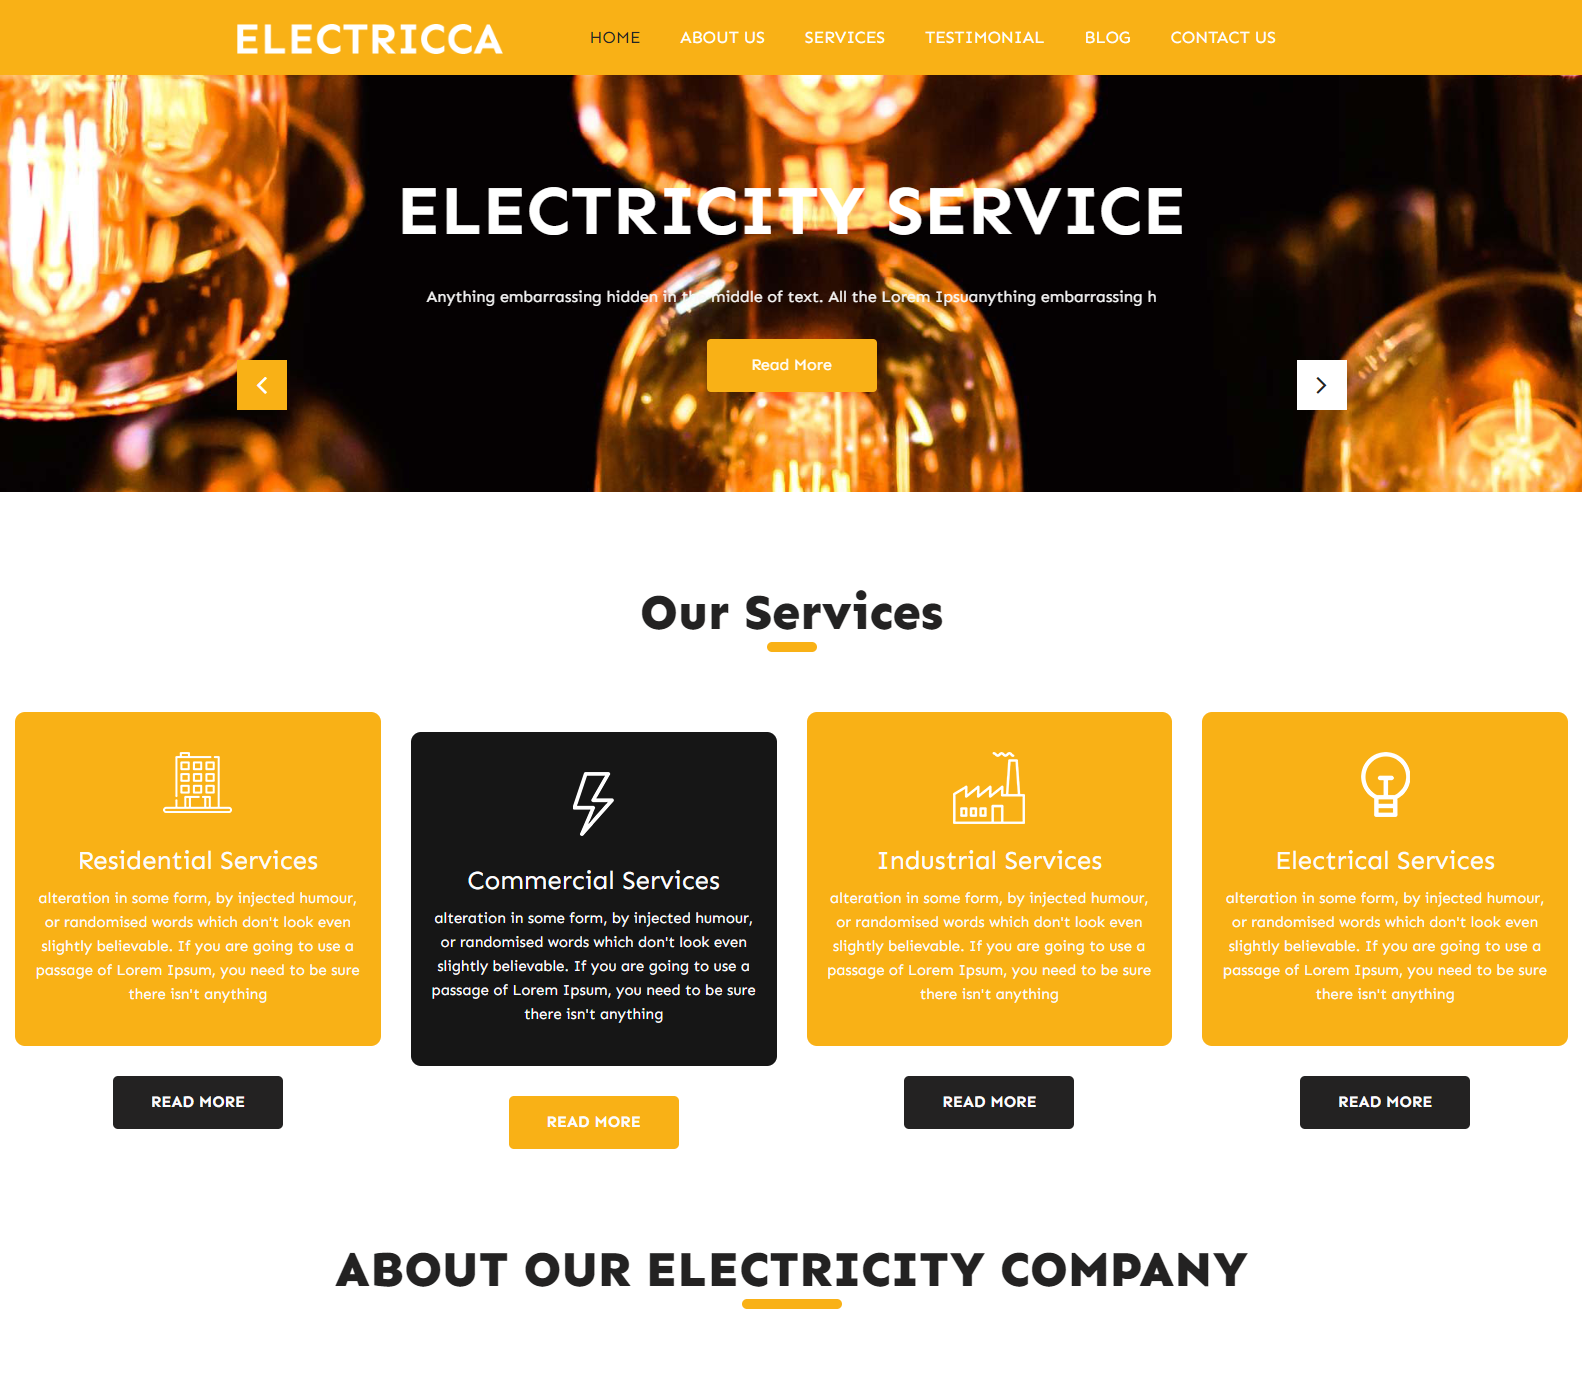 ELECTRICCA
HOME ABOUT US SERVICES TESTIMONIAL BLOG CONTACT US
ELECTRICITY SERVICE
Anything embarrassing hidden in the middle of text. All the Lorem Ipsuanything embarrassing h
Read More
Our Services
Residential Services
alteration in some form, by injected humour,
or randomised words which don't look even
slightly believable. If you are going to use a
passage of Lorem Ipsum, you need to be sure
there isn't anything
READ MORE
Commercial Services
alteration in some form, by injected humour,
or randomised words which don't look even
slightly believable. If you are going to use a
passage of Lorem Ipsum, you need to be sure
there isn't anything
READ MORE
Industrial Services
alteration in some form, by injected humour,
or randomised words which don't look even
slightly believable. If you are going to use a
passage of Lorem Ipsum, you need to be sure
there isn't anything
READ MORE
Electrical Services
alteration in some form, by injected humour,
or randomised words which don't look even
slightly believable. If you are going to use a
passage of Lorem Ipsum, you need to be sure
there isn't anything
READ MORE
ABOUT OUR ELECTRICITY COMPANY